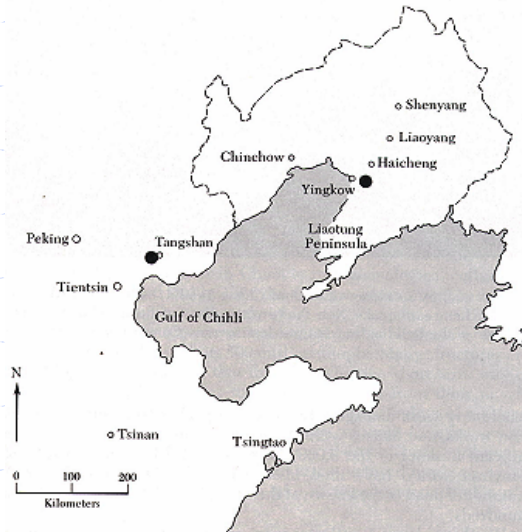 Shenyang
Liaoyang
Chinchow
Haicheng
Yingkow
Liaotung
Peninsula
Peking
Tangshan
Tientsin
Gulf of Chihli
N
Tsinan
Tsingtao
0 100 200
Kilometers